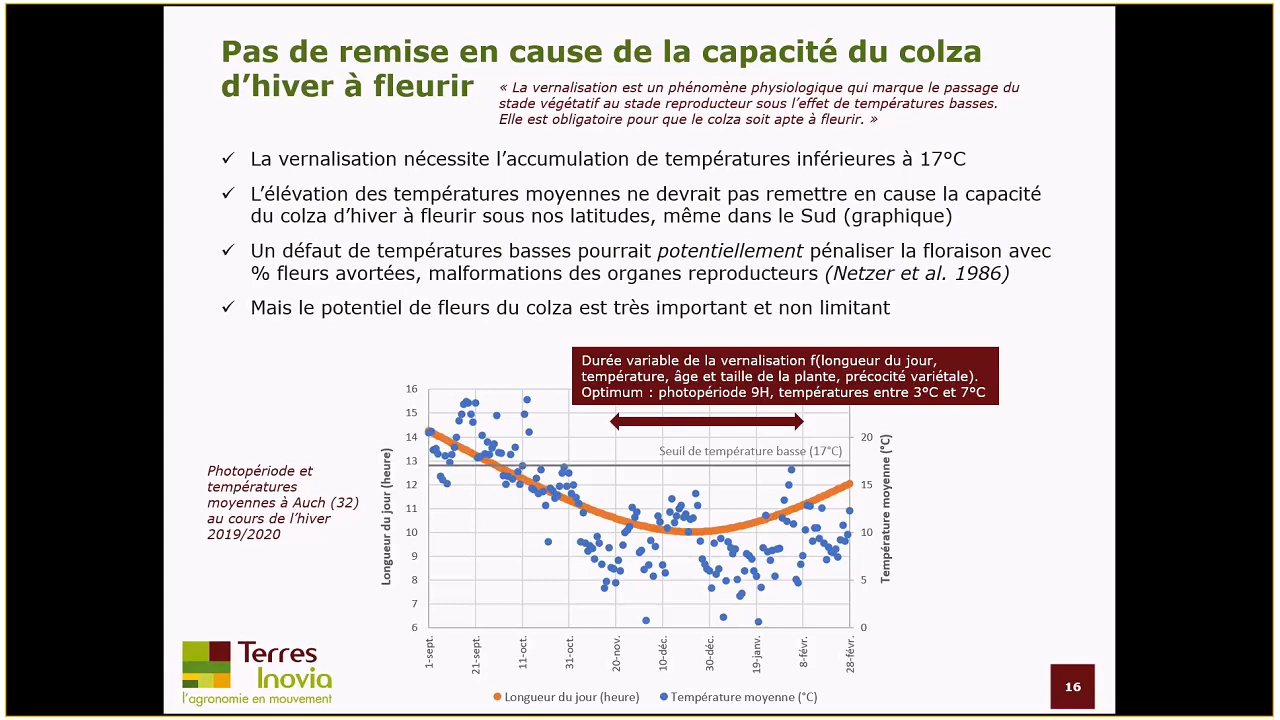 Pas de remise en cause de la capacité du colza
d’hiver à fleurir
« La vernalisation est un phénomène physiologique qui marque le passage du
stade végétatif au stade reproducteur sous l’effet de températures basses.
Elle est obligatoire pour que le colza soit apte à fleurir. »
✓ La vernalisation nécessite l’accumulation de températures inférieures à 17°C
✓ L’élévation des températures moyennes ne devrait pas remettre en cause la capacité
du colza d’hiver à fleurir sous nos latitudes, même dans le Sud (graphique)
✓ Un défaut de températures basses pourrait potentiellement pénaliser la floraison avec
% fleurs avortées, malformations des organes reproducteurs (Netzer et al. 1986)
✓ Mais le potentiel de fleurs du colza est très important et non limitant
Durée variable de la vernalisation f(longueur du jour,
température, âge et taille de la plante, précocité variétale).
Optimum : photopériode 9H, températures entre 3°C et 7°C
Photopériode et
températures
moyennes à Auch (32)
au cours de l’hiver
2019/2020
Longueur du jour (heure)
16
15
14
13
12
11
10
9
8
7
6
Seuil de température basse (17°C)
20
15
10
5
0
Température moyenne (°C)
1-sept.
21-sept.
11-oct.
31-oct.
20-nov.
10-déc.
30-déc.
19-janv.
8-févr.
28-févr.
Longueur du jour (heure)
Température moyenne (°C)
Terres
Inovia
l’agronomie en mouvement
16